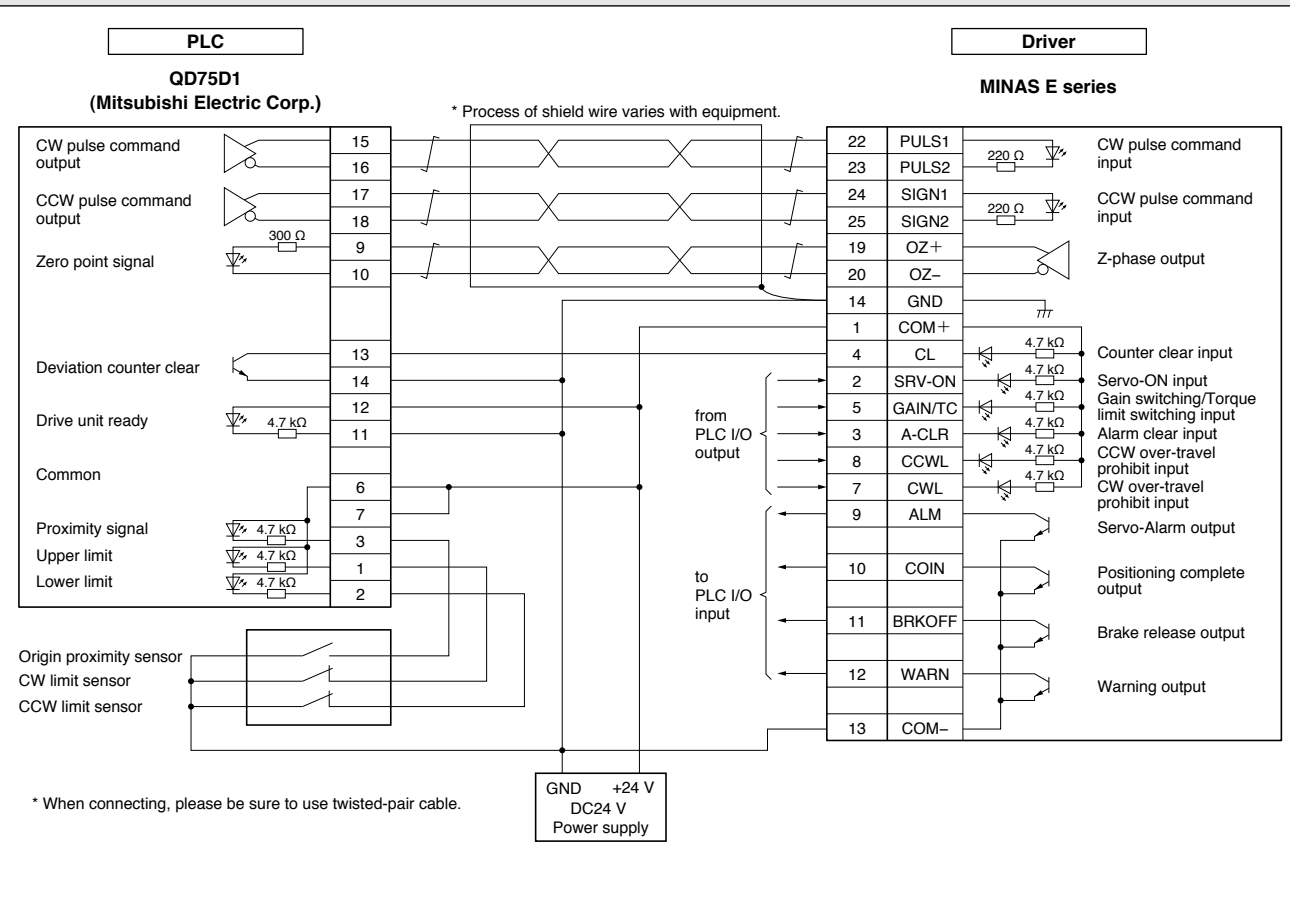 PLC
Driver
QD75D1
(Mitsubishi Electric Corp.)
MINAS E series
* Process of shield wire varies with equipment.
CW pulse command
output
15
16
22 PULS1
23 PULS2
220 Ω
CW pulse command
input
CCW pulse command
output
17
18
24 SIGN1
25 SIGN2
220 Ω
CCW pulse command
input
Zero point signal
300 Ω
9
10
19 OZ+
20 OZ−
Z-phase output
14 GND
1 COM+
Deviation counter clear
13
14
4 CL
4.7 kΩ
Counter clear input
2 SRV-ON
4.7 kΩ
Servo-ON input
Drive unit ready
4.7 kΩ
12
11
from
PLC I/O
output
5 GAIN/TC
4.7 kΩ
Gain switching/Torque
limit switching input
3 A-CLR
4.7 kΩ
Alarm clear input
Common
6
7
8 CCWL
4.7 kΩ
CCW over-travel
prohibit input
7 CWL
4.7 kΩ
CW over-travel
prohibit input
Proximity signal
4.7 kΩ
3
Upper limit
4.7 kΩ
1
Lower limit
4.7 kΩ
2
to
PLC I/O
input
9 ALM
Servo-Alarm output
10 COIN
Positioning complete
output
11 BRKOFF
Brake release output
12 WARN
Warning output
13 COM−
Origin proximity sensor
CW limit sensor
CCW limit sensor
GND +24 V
DC24 V
Power supply
* When connecting, please be sure to use twisted-pair cable.